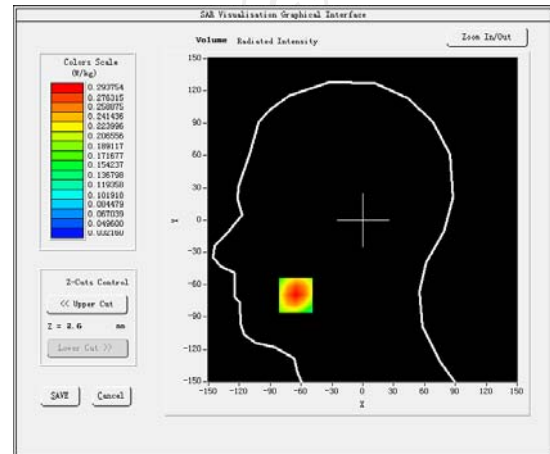 SAR Visualisation Graphical Interface
Volume Radiated Intensity
Zoom In/Out
Colors Scale
(W/kg)
0.293754
0.276315
0.258875
0.241436
0.223996
0.206556
0.189117
0.171677
0.154237
0.136798
0.119358
0.101918
0.084479
0.067039
0.049600
0.032160
150
120
90
60
30
0
-30
-60
-90
-120
-150
Y
-150 -120 -90 -60 -30 0 30 60 90 120 150
X
Z-Cuts Control
<< Upper Cut
Z = 2.6 mm
Lower Cut >>
SAVE Cancel